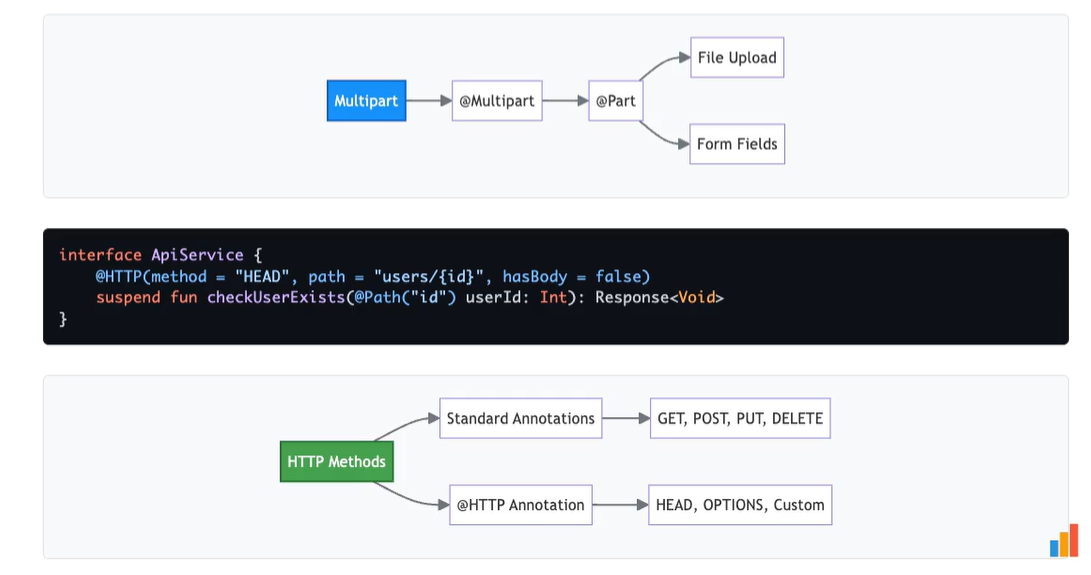 File Upload
Multipart
@Multipart
@Part
Form Fields
interface ApiService {
    @HTTP(method = "HEAD", path = "users/{id}", hasBody = false)
    suspend fun checkUserExists(@Path("id") userId: Int): Response<Void>
}
Standard Annotations
GET, POST, PUT, DELETE
HTTP Methods
@HTTP Annotation
HEAD, OPTIONS, Custom